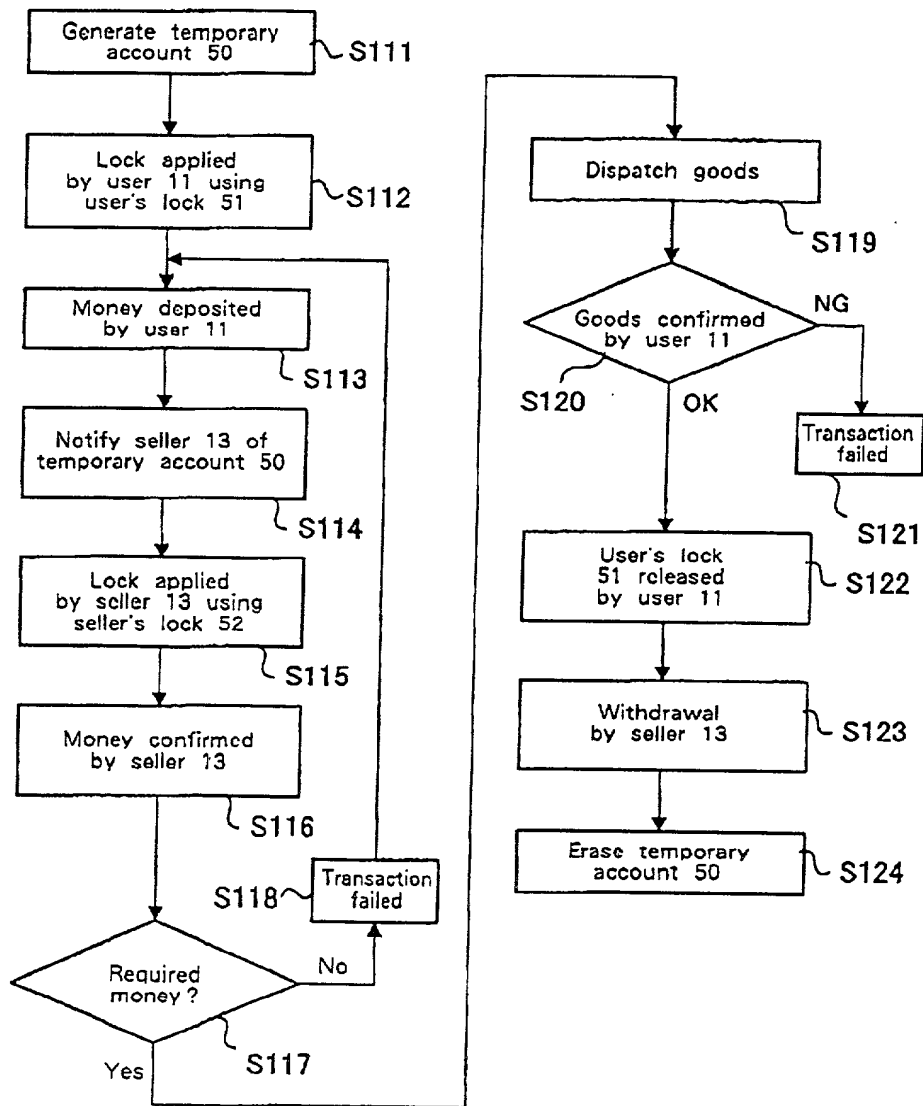 Generate temporary
account 50
S111
Lock applied
by user 11 using
user's lock 51
S112
Money deposited
by user 11
S113
Notify seller 13 of
temporary account 50
S114
Lock applied
by seller 13 using
seller's lock 52
S115
Money confirmed
by seller 13
S116
S118
Transaction
failed
Required
money?
No
S117
Yes
Dispatch goods
S119
Goods confirmed
by user 11
NG
S120
OK
Transaction
failed
S121
User's lock
51 released
by user 11
S122
Withdrawal
by seller 13
S123
Erase temporary
account 50
S124